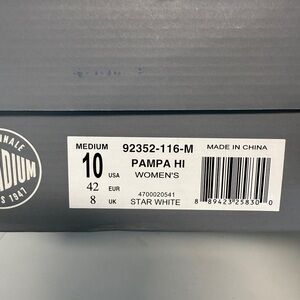 MEDIUM
10 USA
42 EUR
8 UK
92352-116-M
PAMPA HI
WOMEN'S
4700020541
STAR WHITE
MADE IN CHINA
8 89423 25830 0
1947